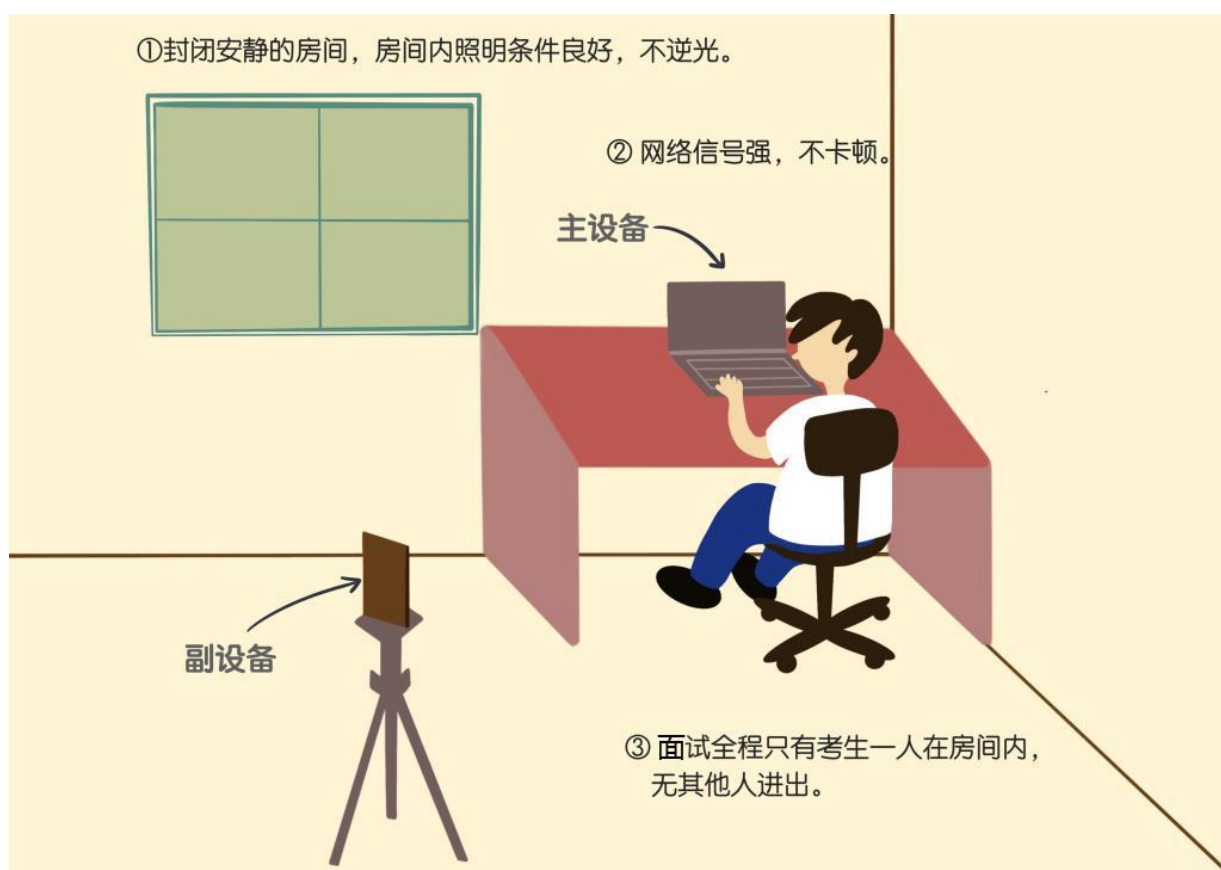 ①封闭安静的房间，房间内照明条件良好，不逆光。
② 网络信号强，不卡顿。
主设备
副设备
③ 面试全程只有考生一人在房间内，
无其他人进出。